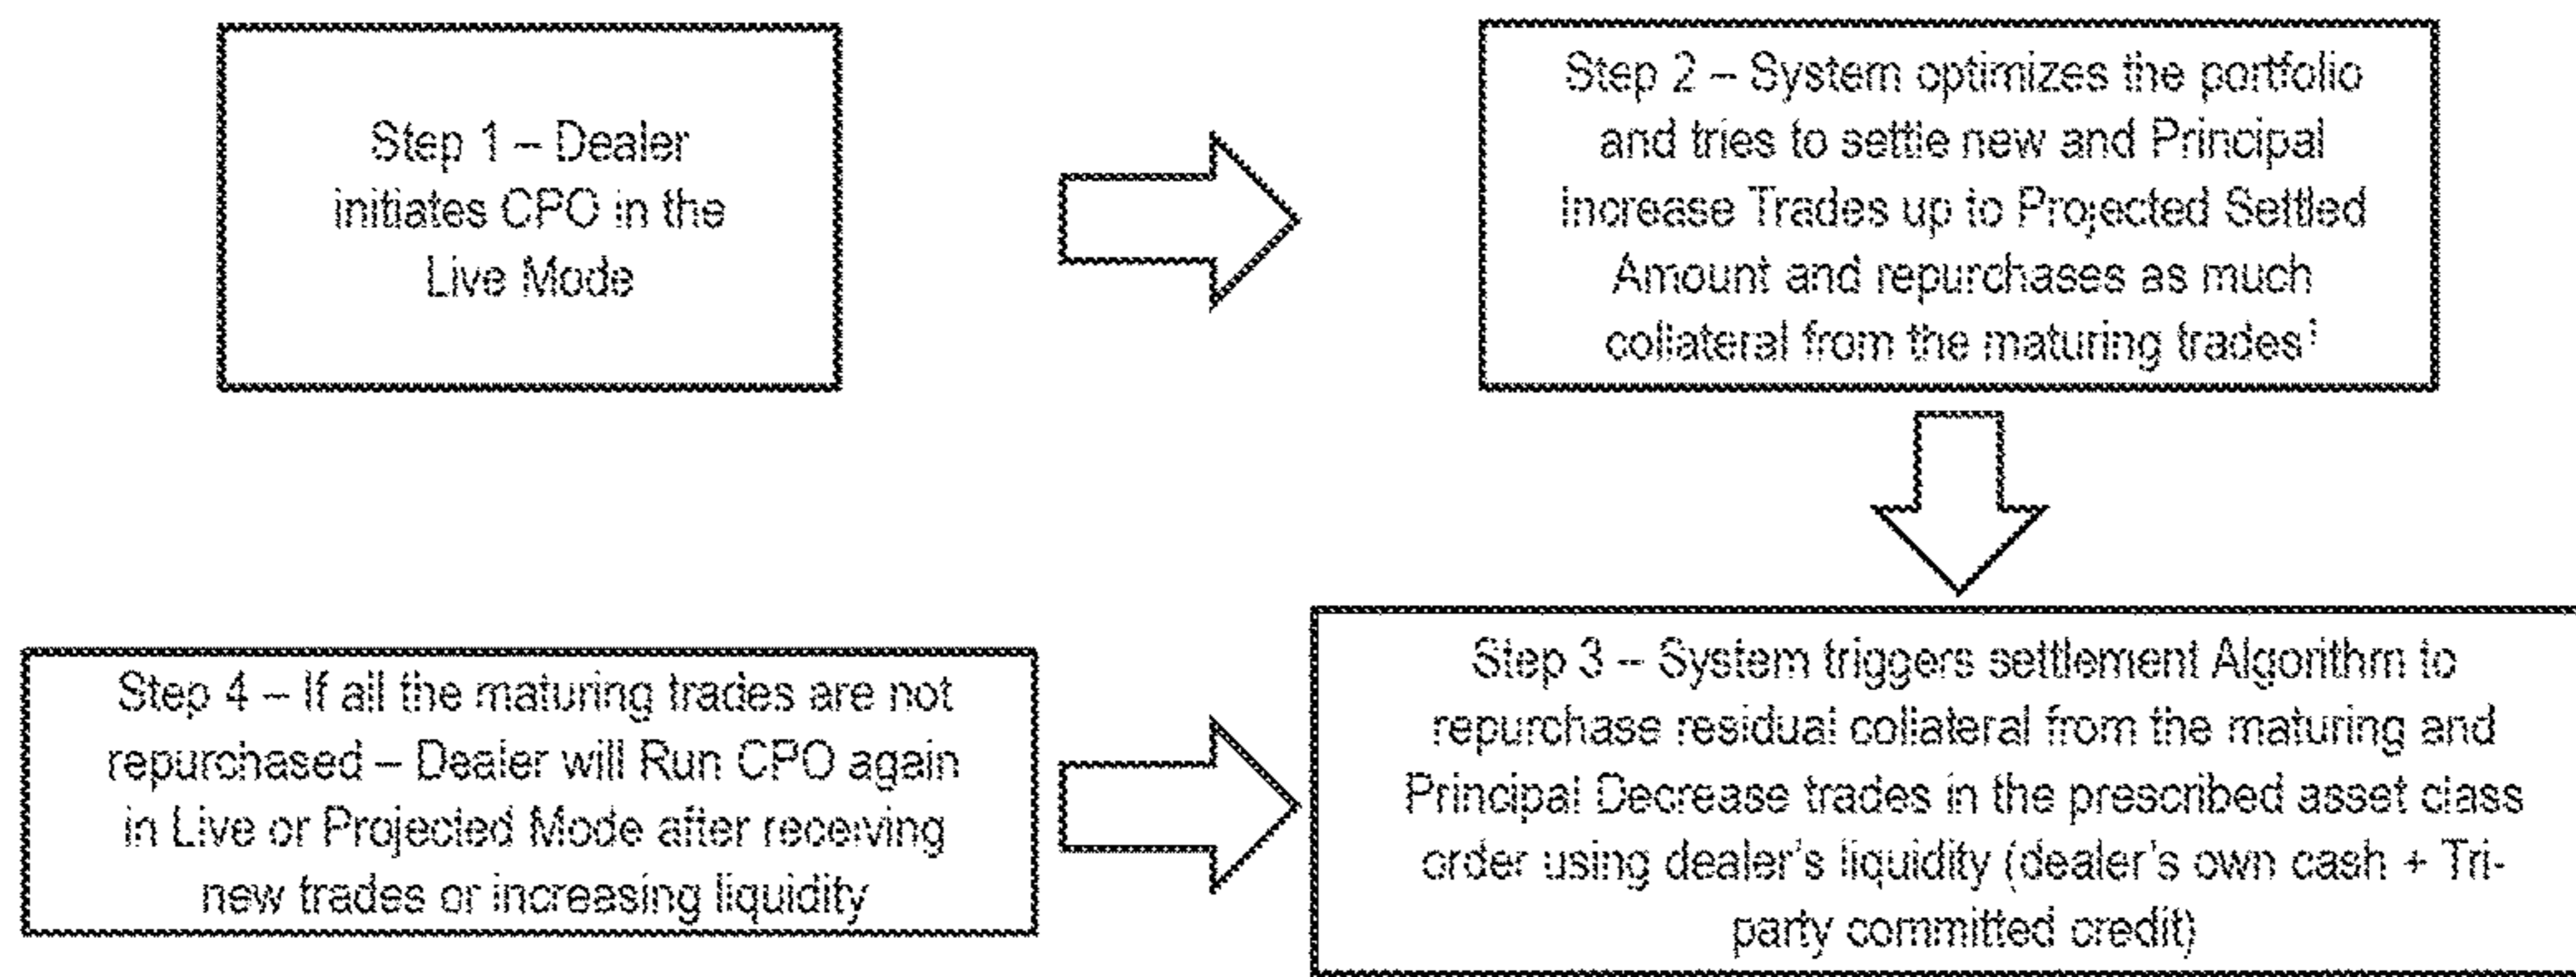 Step 1 – Dealer
initiates CPO in the
Live Mode
Step 2 – System optimizes the portfolio
and tries to settle new and Principal
Increase Trades up to Projected Settled
Amount and repurchases as much
collateral from the maturing trades¹
Step 3 – System triggers settlement Algorithm to
repurchase residual collateral from the maturing and
Principal Decrease trades in the prescribed asset class
order using dealer's liquidity (dealer's own cash + Tri-
party committed credit)
Step 4 – If all the maturing trades are not
repurchased – Dealer will Run CPO again
in Live or Projected Mode after receiving
new trades or increasing liquidity